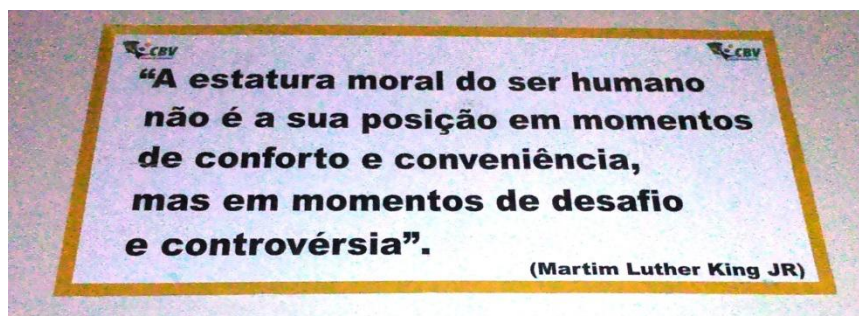 CBV CBV
“A estatura moral do ser humano
não é a sua posição em momentos
de conforto e conveniência,
mas em momentos de desafio
e controvérsia”.
(Martim Luther King JR)